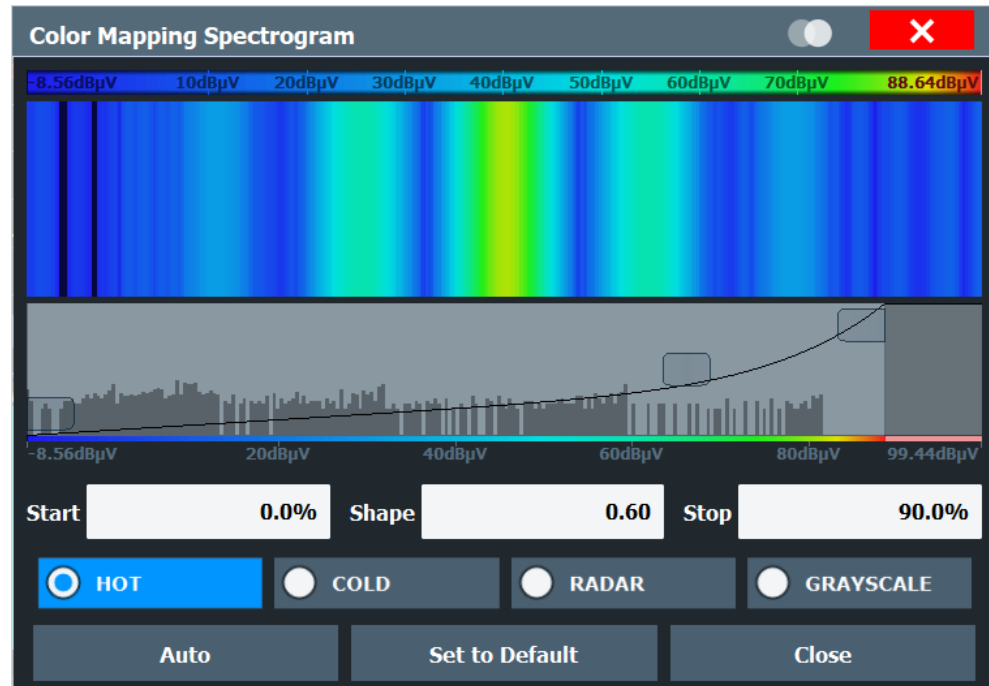 Color Mapping Spectrogram
-8.56dBµV 10dBµV 20dBµV 30dBµV 40dBµV 50dBµV 60dBµV 70dBµV 88.64dBµV
-8.56dBµV 20dBµV 40dBµV 60dBµV 80dBµV 99.44dBµV
Start 0.0% Shape 0.60 Stop 90.0%
HOT COLD RADAR GRAYSCALE
Auto Set to Default Close